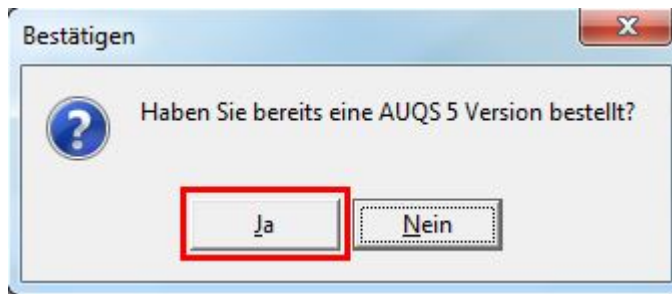 Bestätigen
Haben Sie bereits eine AUQS 5 Version bestellt?
Ja Nein